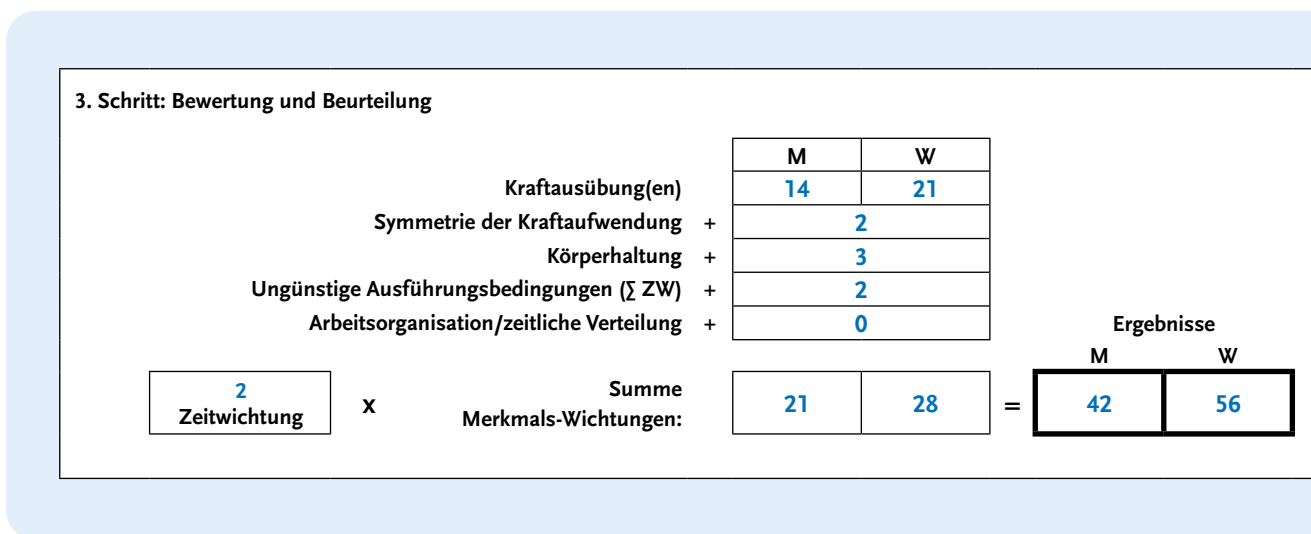 3. Schritt: Bewertung und Beurteilung
M W
Kraftausübung(en) 14 21
Symmetrie der Kraftaufwendung + 2
Körperhaltung + 3
Ungünstige Ausführungsbedingungen (∑ ZW) + 2
Arbeitsorganisation/zeitliche Verteilung + 0 Ergebnisse
M W
2 Zeitwichtung x Summe Merkmals-Wichtungen: 21 28 = 42 56